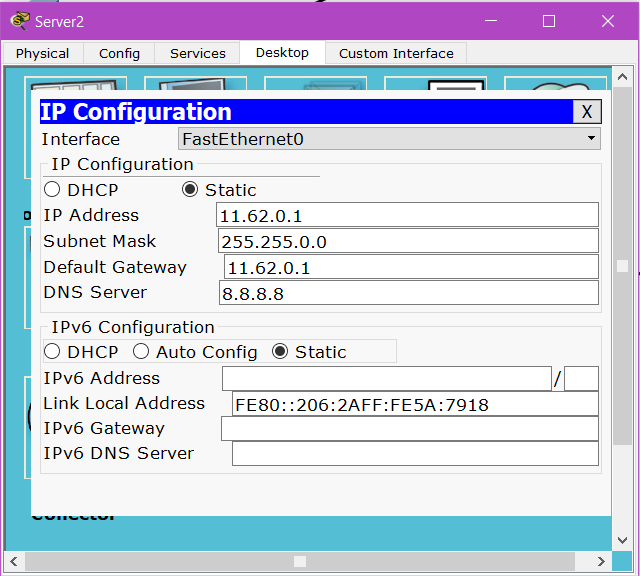 Server2
Physical Config Services Desktop Custom Interface
IP Configuration X
Interface FastEthernet0
IP Configuration
DHCP Static
IP Address 11.62.0.1
Subnet Mask 255.255.0.0
Default Gateway 11.62.0.1
DNS Server 8.8.8.8
IPv6 Configuration
DHCP Auto Config Static
IPv6 Address /
Link Local Address FE80::206:2AFF:FE5A:7918
IPv6 Gateway
IPv6 DNS Server
Collector